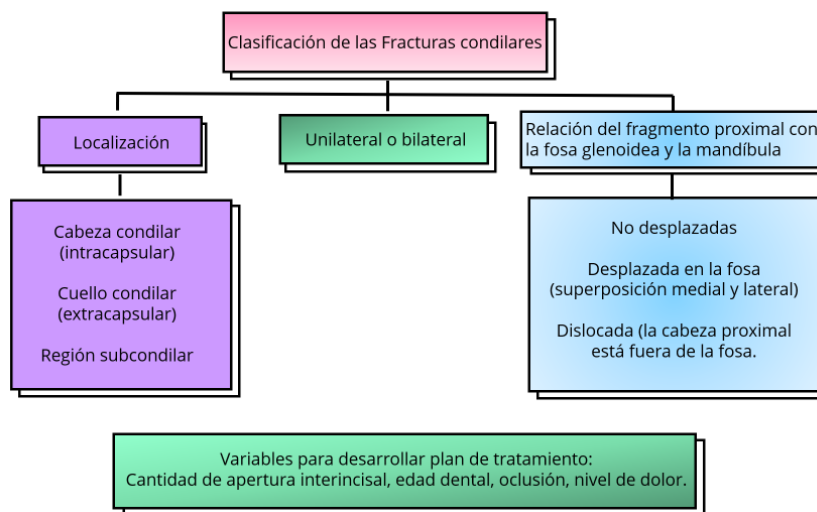 Clasificación de las Fracturas condilares
Localización
Unilateral o bilateral
Relación del fragmento proximal con
la fosa glenoidea y la mandíbula
Cabeza condilar
(intracapsular)
Cuello condilar
(extracapsular)
Región subcondilar
No desplazadas
Desplazada en la fosa
(superposición medial y lateral)
Dislocada (la cabeza proximal
está fuera de la fosa.
Variables para desarrollar plan de tratamiento:
Cantidad de apertura interincisal, edad dental, oclusión, nivel de dolor.